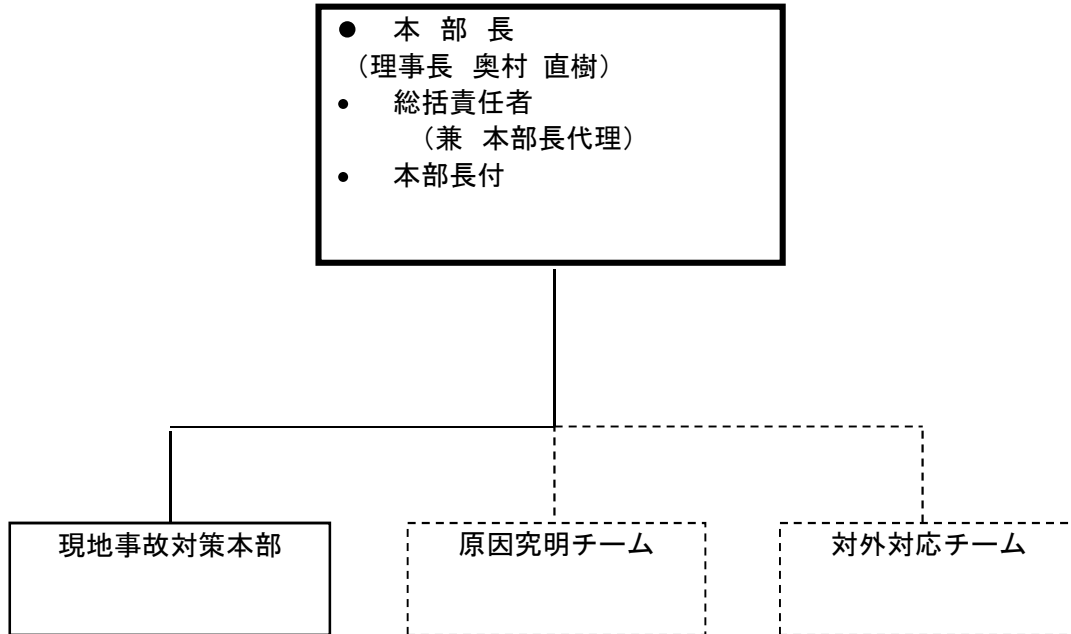 ● 本 部 長
（理事長 奥村 直樹）
• 総括責任者
（兼 本部長代理）
• 本部長付
現地事故対策本部
原因究明チーム
対外対応チーム